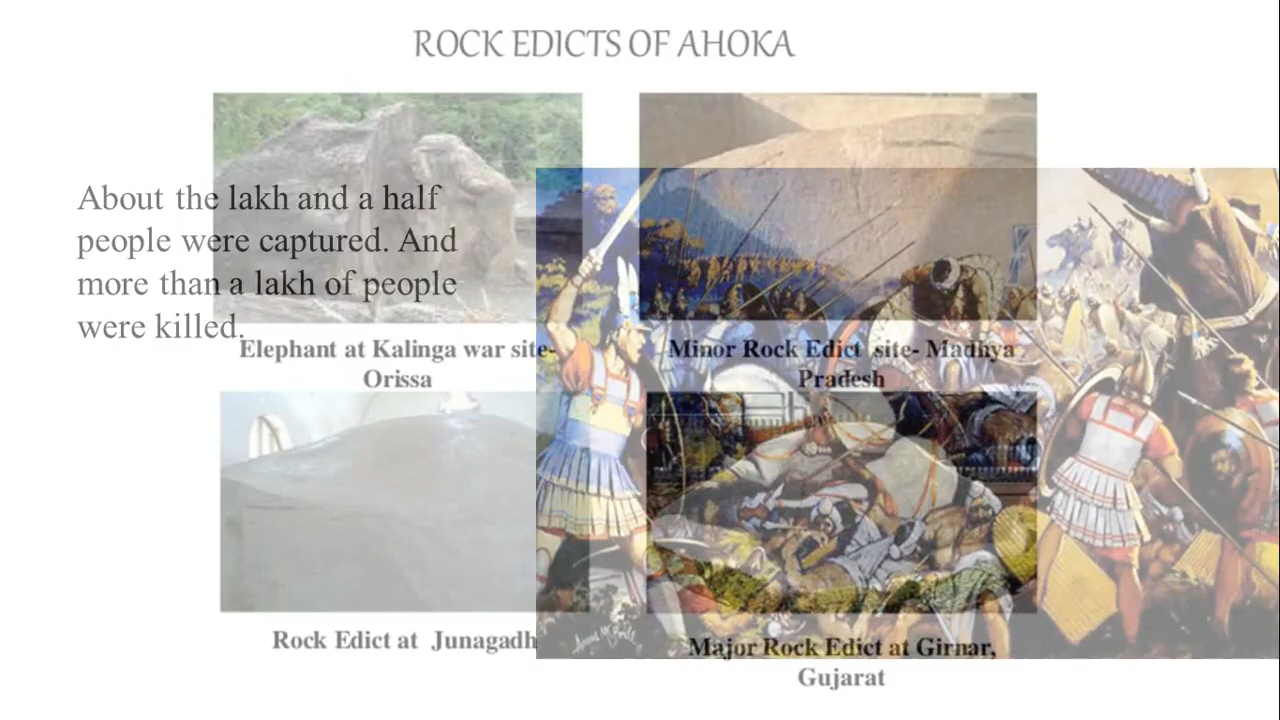 ROCK EDICTS OF AHOKA
About the lakh and a half
people were captured. And
more than a lakh of people
were killed.
Elephant at Kalinga war site-
Orissa
Minor Rock Edict site- Madhya
Pradesh
Rock Edict at Junagadh
Major Rock Edict at Girnar,
Gujarat